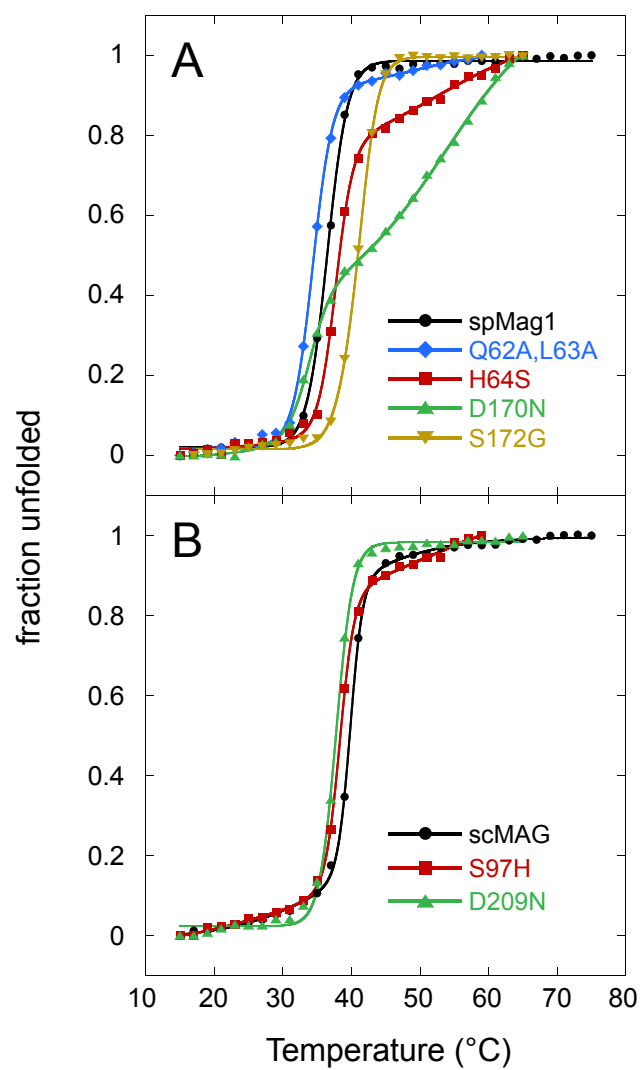 A
1
0.8
0.6
0.4
0.2
0
spMag1
Q62A,L63A
H64S
D170N
S172G
fraction unfolded
B
1
0.8
0.6
0.4
0.2
0
scMAG
S97H
D209N
10 20 30 40 50 60 70 80
Temperature (°C)